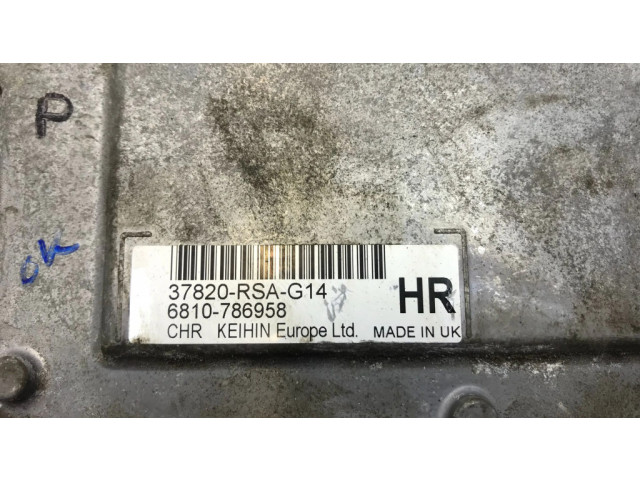 P
ok
37820-RSA-G14
6810-786958
HR
CHR KEIHIN Europe Ltd. MADE IN UK